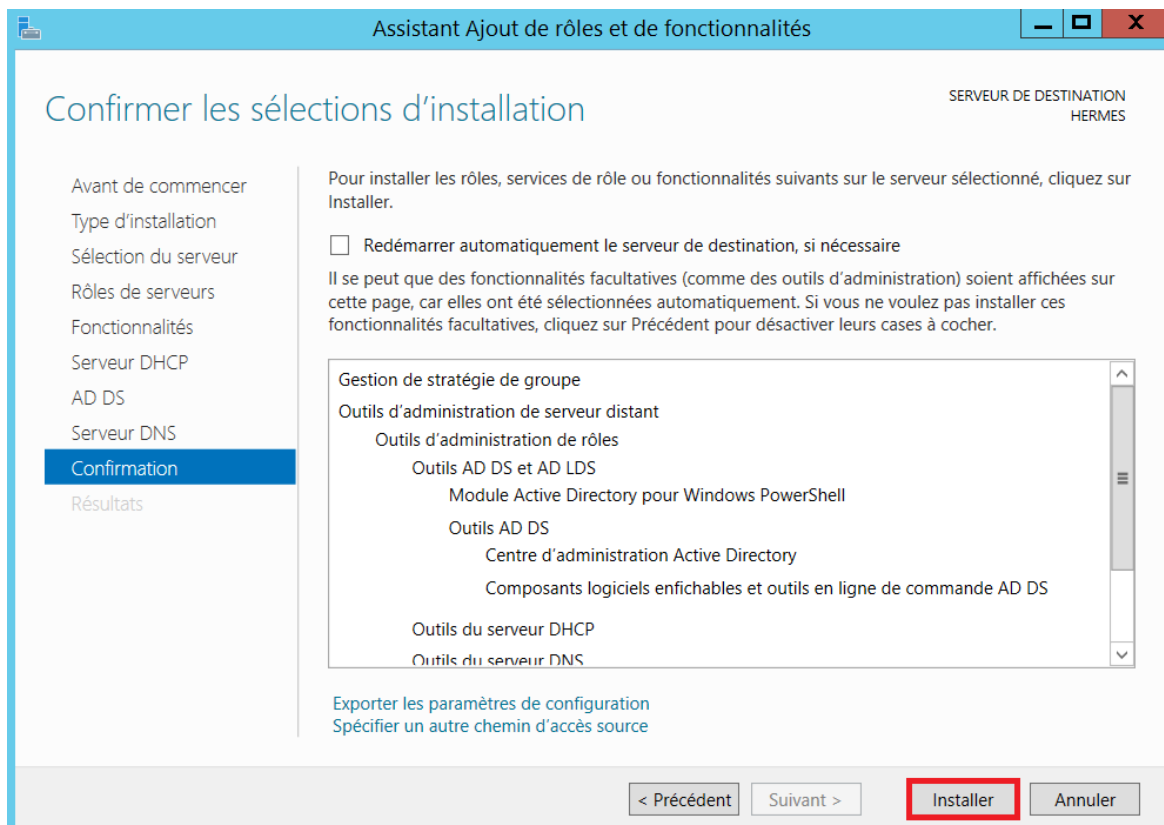 Assistant Ajout de rôles et de fonctionnalités
Confirmer les sélections d'installation
SERVEUR DE DESTINATION
HERMES
Avant de commencer
Type d'installation
Sélection du serveur
Rôles de serveurs
Fonctionnalités
Serveur DHCP
AD DS
Serveur DNS
Confirmation
Résultats
Pour installer les rôles, services de rôle ou fonctionnalités suivants sur le serveur sélectionné, cliquez sur
Installer.
Redémarrer automatiquement le serveur de destination, si nécessaire
Il se peut que des fonctionnalités facultatives (comme des outils d'administration) soient affichées sur
cette page, car elles ont été sélectionnées automatiquement. Si vous ne voulez pas installer ces
fonctionnalités facultatives, cliquez sur Précédent pour désactiver leurs cases à cocher.
Gestion de stratégie de groupe
Outils d'administration de serveur distant
Outils d'administration de rôles
Outils AD DS et AD LDS
Module Active Directory pour Windows PowerShell
Outils AD DS
Centre d'administration Active Directory
Composants logiciels enfichables et outils en ligne de commande AD DS
Outils du serveur DHCP
Outils du serveur DNS
Exporter les paramètres de configuration
Spécifier un autre chemin d'accès source
< Précédent
Suivant >
Installer
Annuler